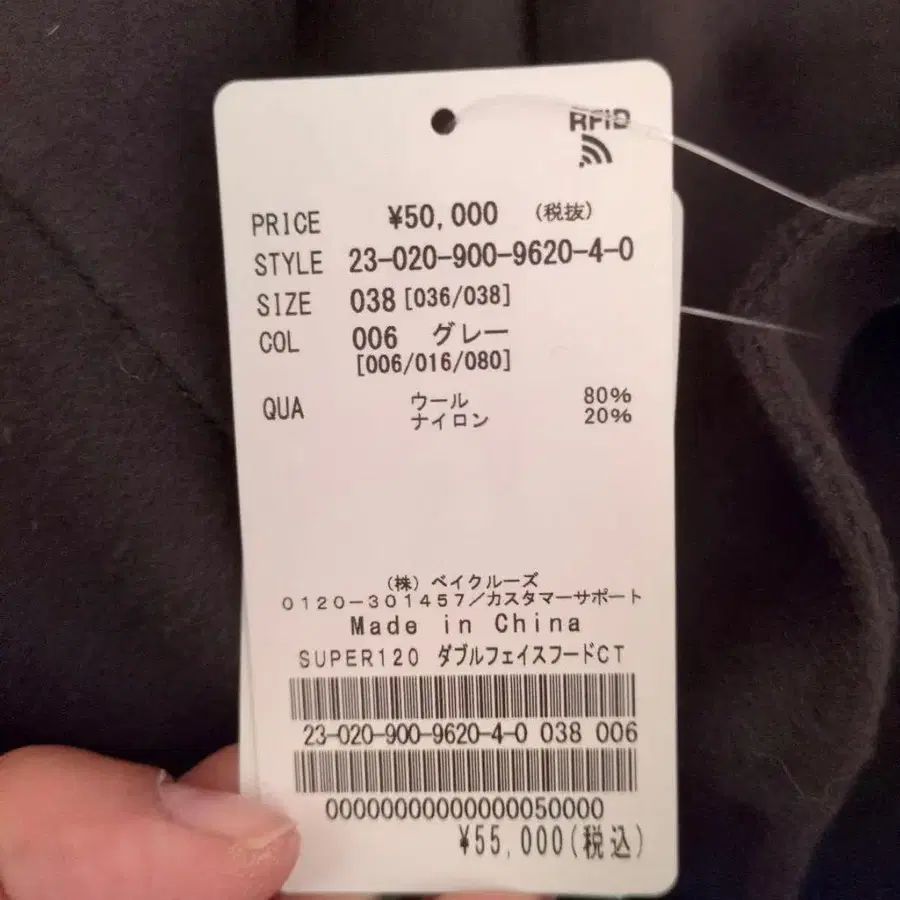 RFID
PRICE ¥50,000 (税抜)
STYLE 23-020-900-9620-4-0
SIZE 038 [036/038]
COL 006 グレー
[006/016/080]
QUA ウール 80%
ナイロン 20%
(株) ベイクルーズ
0120-301457/カスタマーサポート
Made in China
SUPER120 ダブルフェイスフードCT
23-020-900-9620-4-0 038 006
00000000000000050000
¥55,000(税込)